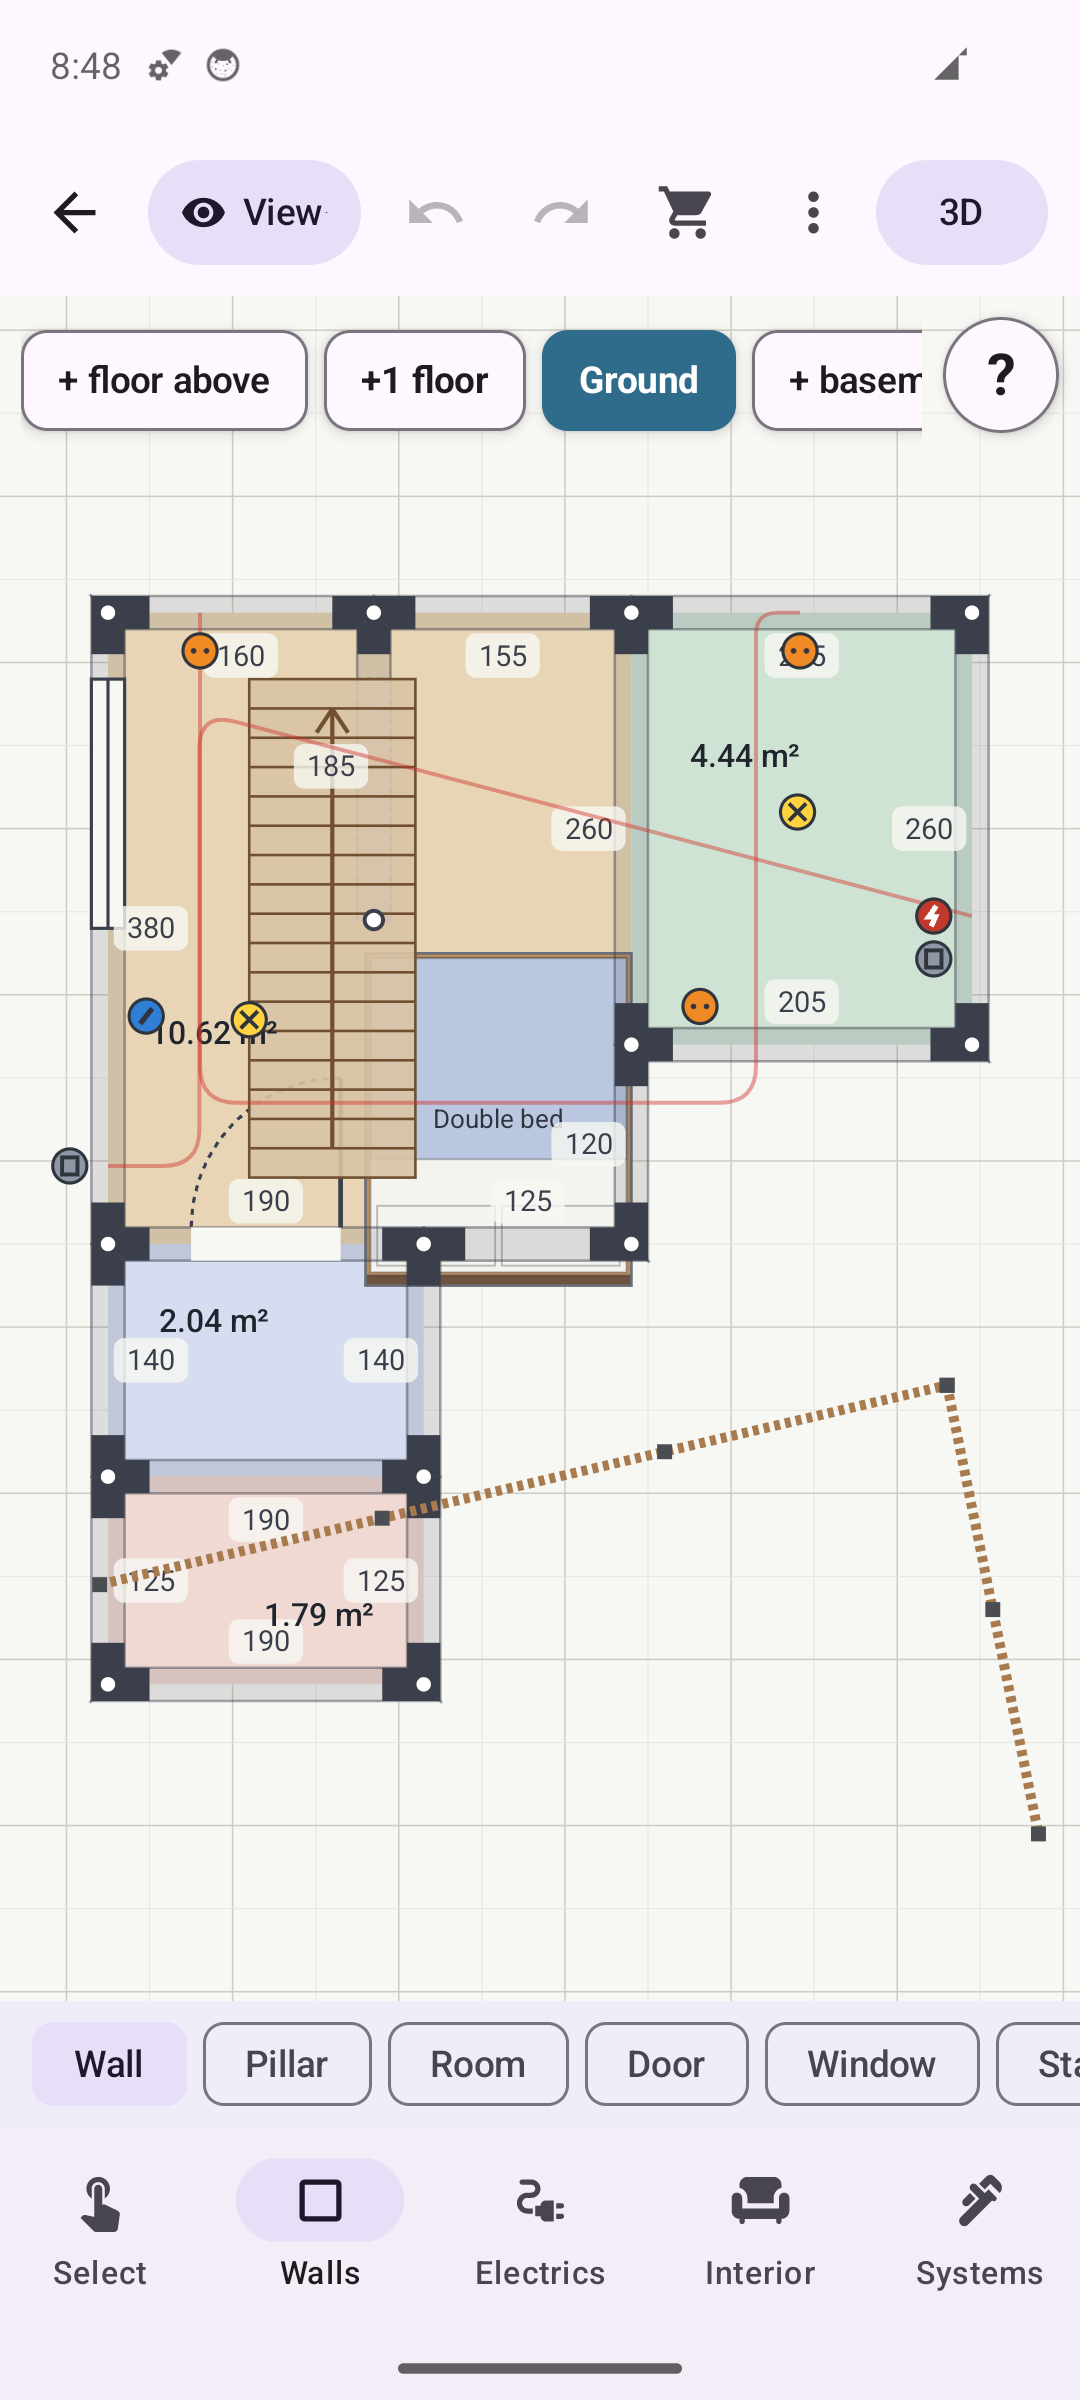 8:48
View
3D
+ floor above
+1 floor
Ground
+ basem
?
160
155
185
4.44 m²
260
260
380
205
10.62 m²
Double bed
120
190
125
2.04 m²
140
140
190
125
125
1.79 m²
190
Wall
Pillar
Room
Door
Window
Sta
Select
Walls
Electrics
Interior
Systems